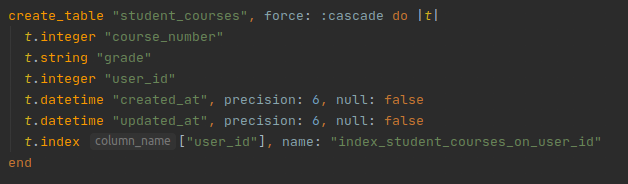 create_table "student_courses", force: :cascade do |t|
t.integer "course_number"
t.string "grade"
t.integer "user_id"
t.datetime "created_at", precision: 6, null: false
t.datetime "updated_at", precision: 6, null: false
t.index column_name ["user_id"], name: "index_student_courses_on_user_id"
end